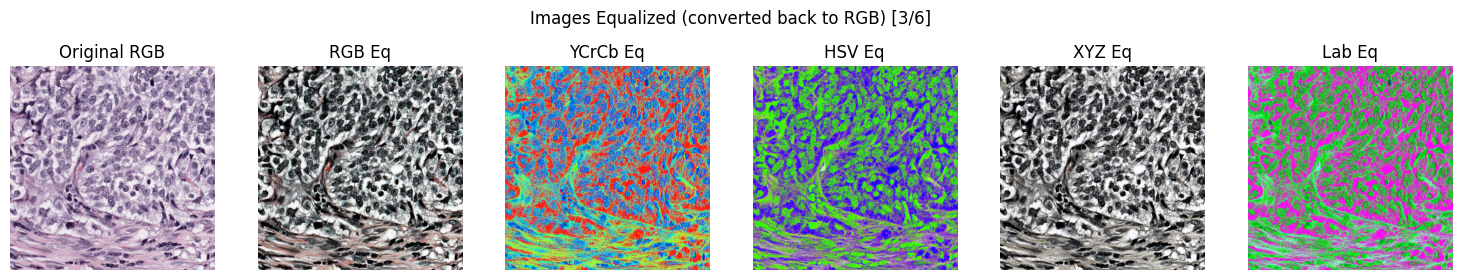 Images Equalized (converted back to RGB) [3/6]
Original RGB
RGB Eq
YCrCb Eq
HSV Eq
XYZ Eq
Lab Eq